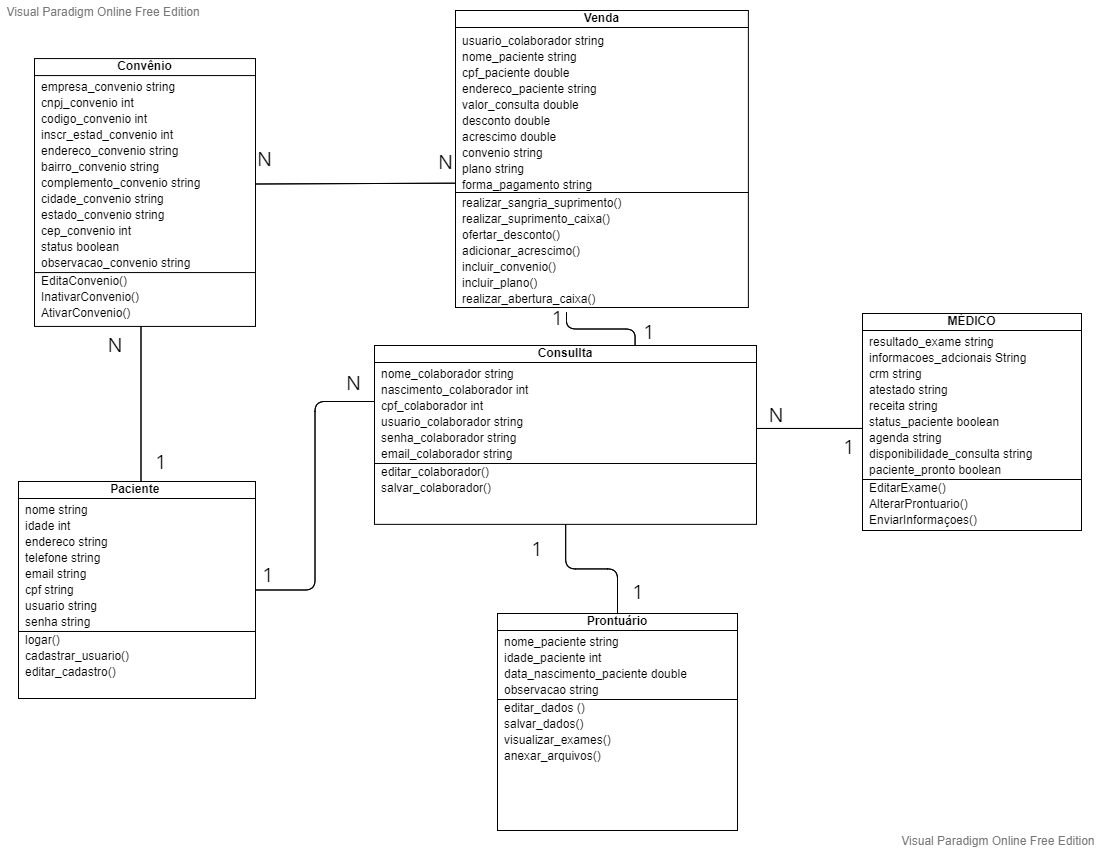 Visual Paradigm Online Free Edition
Venda
usuario_colaborador string
nome_paciente string
cpf_paciente double
endereco_paciente string
valor_consulta double
desconto double
acrescimo double
convenio string
plano string
forma_pagamento string
realizar_sangria_suprimento()
realizar_suprimento_caixa()
ofertar_desconto()
adicionar_acrescimo()
incluir_convenio()
incluir_plano()
realizar_abertura_caixa()
Convênio
empresa_convenio string
cnpj_convenio int
codigo_convenio int
inscr_estad_convenio int
endereco_convenio string
bairro_convenio string
complemento_convenio string
cidade_convenio string
estado_convenio string
cep_convenio int
status boolean
observacao_convenio string
EditaConvenio()
InativarConvenio()
AtivarConvenio()
N
N
1
1
N
1
MÉDICO
resultado_exame string
informacoes_adcionais String
crm string
atestado string
receita string
status_paciente boolean
agenda string
disponibilidade_consulta string
paciente_pronto boolean
EditarExame()
AlterarProntuario()
EnviarInformaçoes()
Consullta
nome_colaborador string
nascimento_colaborador int
cpf_colaborador int
usuario_colaborador string
senha_colaborador string
email_colaborador string
editar_colaborador()
salvar_colaborador()
N
N
1
1
Paciente
nome string
idade int
endereco string
telefone string
email string
cpf string
usuario string
senha string
logar()
cadastrar_usuario()
editar_cadastro()
1
1
Prontuário
nome_paciente string
idade_paciente int
data_nascimento_paciente double
observacao string
editar_dados ()
salvar_dados()
visualizar_exames()
anexar_arquivos()
Visual Paradigm Online Free Edition